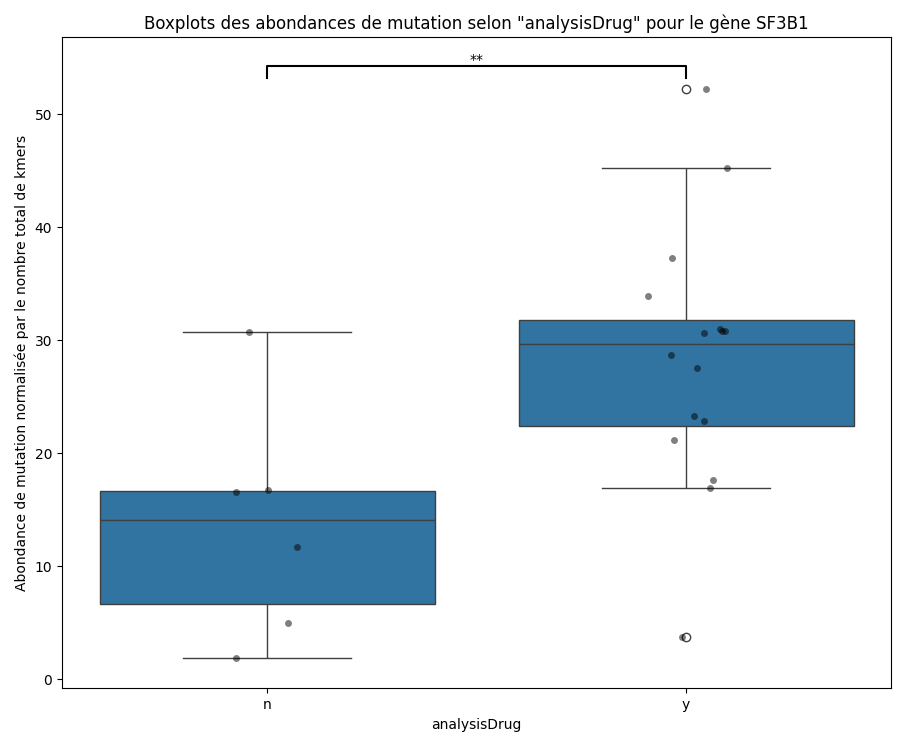 Boxplots des abondances de mutation selon "analysisDrug" pour le gène SF3B1
**
Abondance de mutation normalisée par le nombre total de kmers
50
40
30
20
10
0
n y
analysisDrug